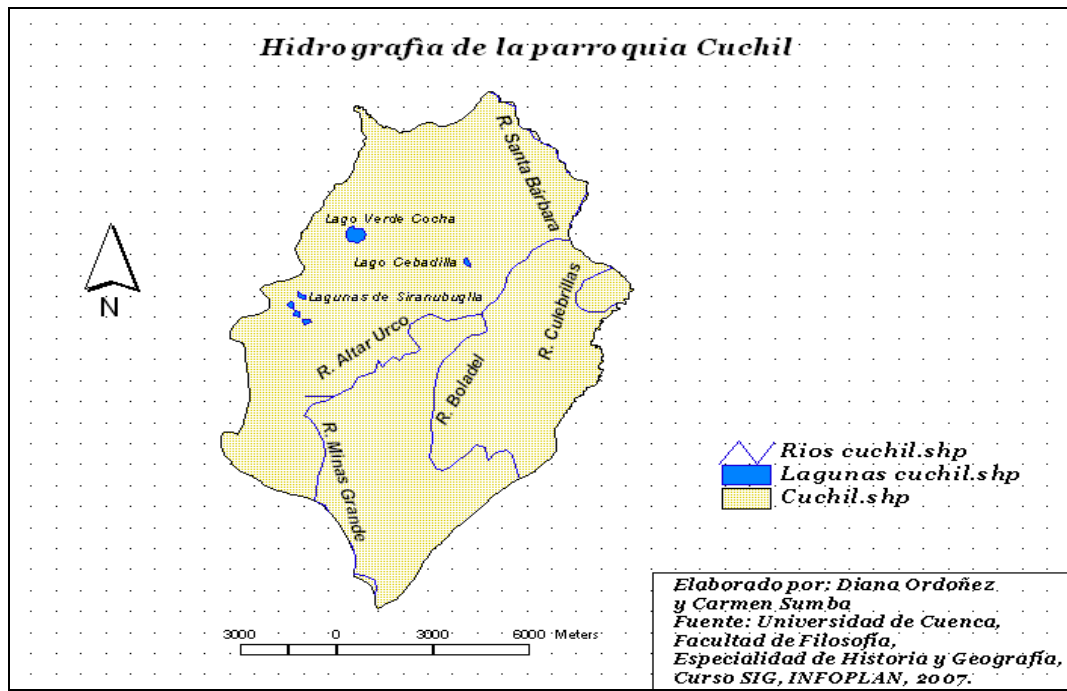 Hidrografia de la parroquia Cuchil
R. Santa Bárbara
Lago Verde Cocha
Lago Cebadilla
Lagunas de Siranubuglla
R. Culebrillas
R. Altar Urco
R. Boladel
R. Minas Grande
N
Rios cuchil.shp
Lagunas cuchil.shp
Cuchil.shp
3000 0 3000 6000 Meters
Elaborado por: Diana Ordoñez
y Carmen Sumba
Fuente: Universidad de Cuenca,
Facultad de Filosofía,
Especialidad de Historia y Geografía,
Curso SIG, INFOPLAN, 2007.